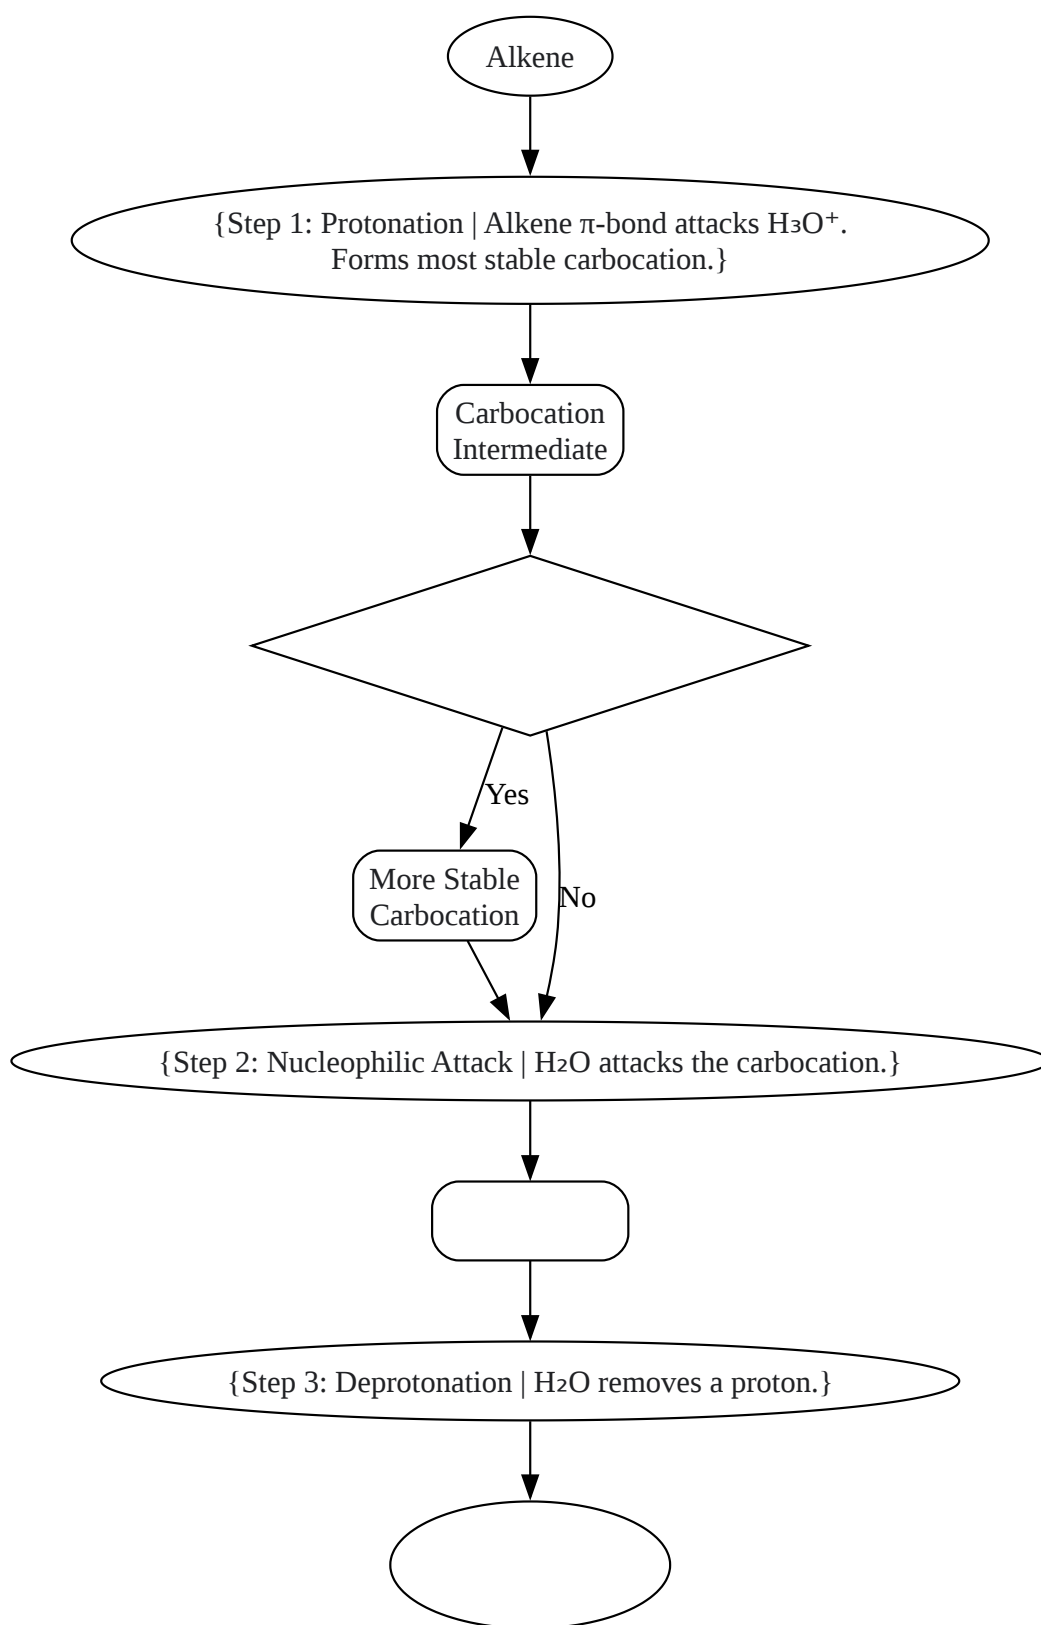 Alkene
{Step 1: Protonation | Alkene π-bond attacks H₃O⁺.
Forms most stable carbocation.}
Carbocation
Intermediate
Yes
More Stable
Carbocation
No
{Step 2: Nucleophilic Attack | H₂O attacks the carbocation.}
{Step 3: Deprotonation | H₂O removes a proton.}